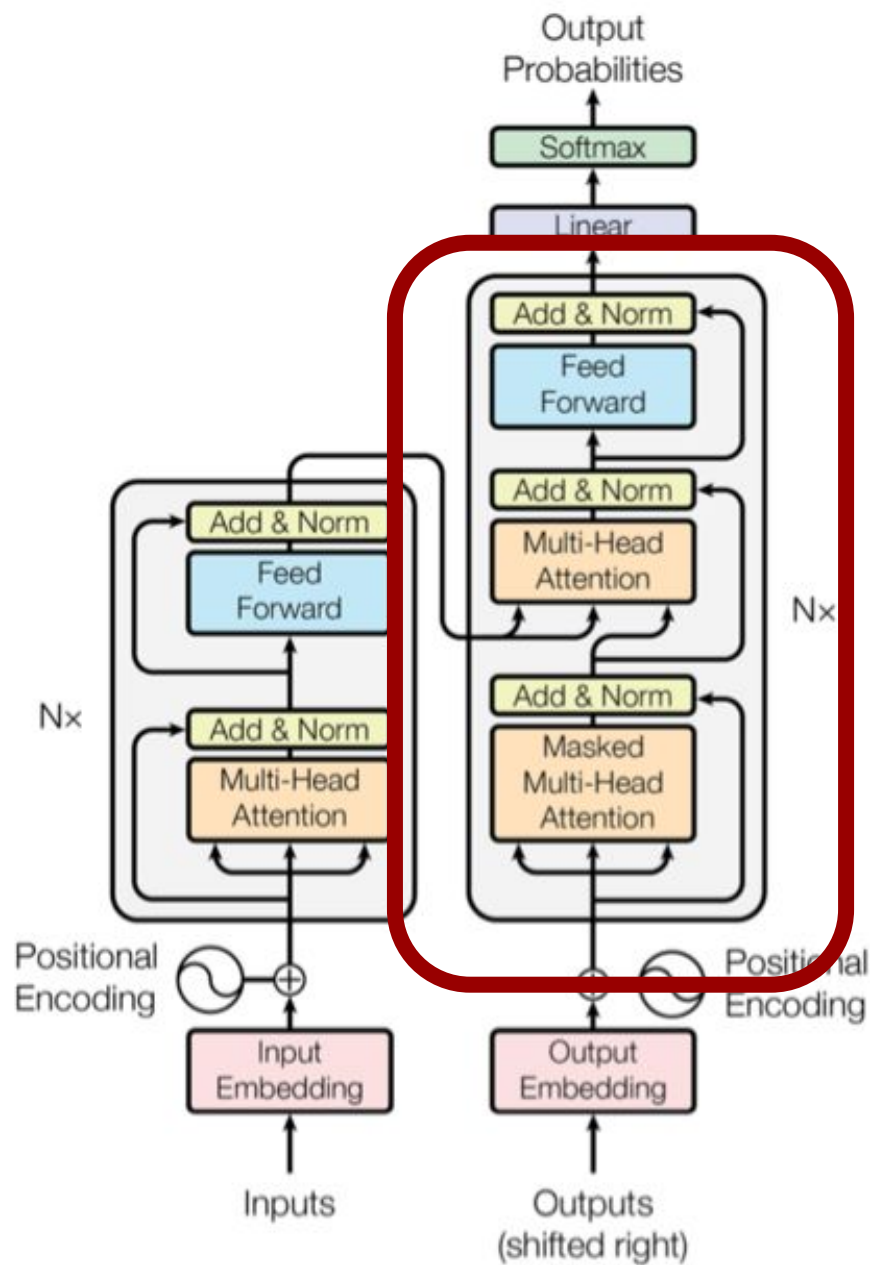 Output
Probabilities
Softmax
Linear
Add & Norm
Feed
Forward
Add & Norm
Multi-Head
Attention
Add & Norm
Masked
Multi-Head
Attention
Nx
Add & Norm
Feed
Forward
Add & Norm
Multi-Head
Attention
Nx
Positional
Encoding
Positional
Encoding
Input
Embedding
Output
Embedding
Inputs
Outputs
(shifted right)